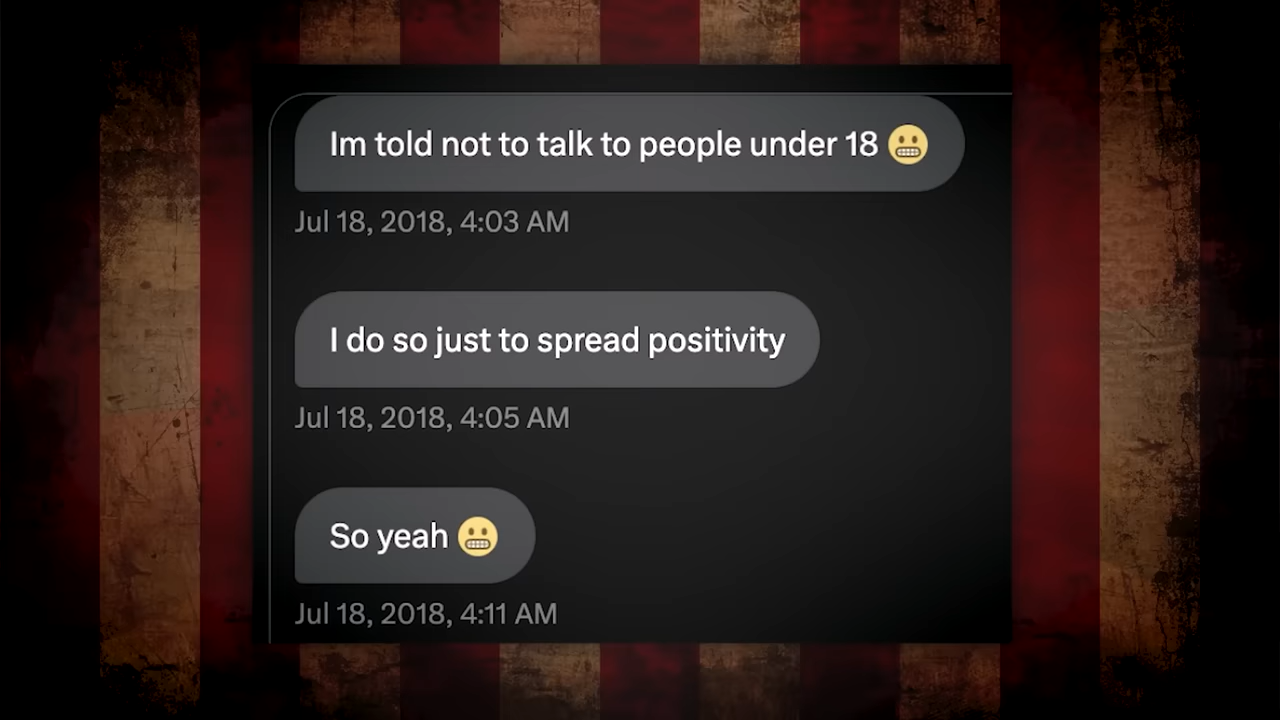 Im told not to talk to people under 18 😬
Jul 18, 2018, 4:03 AM
I do so just to spread positivity
Jul 18, 2018, 4:05 AM
So yeah 😬
Jul 18, 2018, 4:11 AM